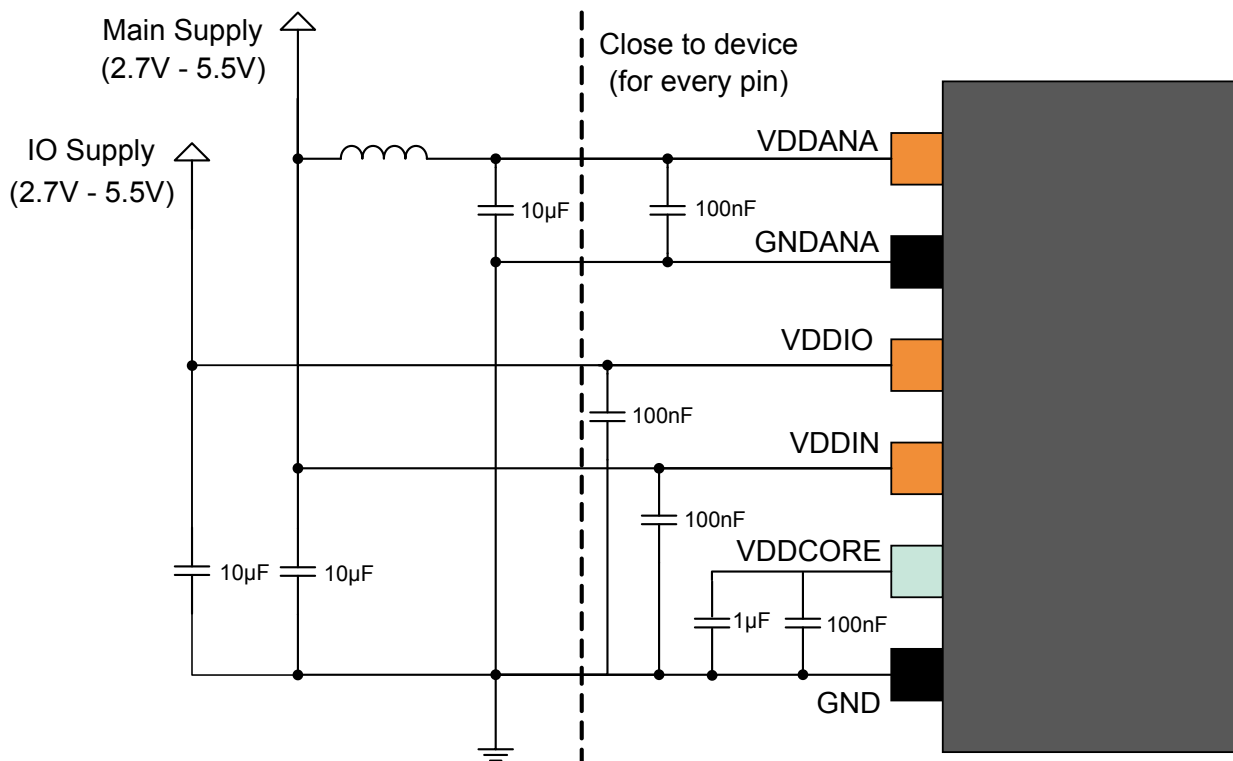 Main Supply
(2.7V - 5.5V)
Close to device
(for every pin)
IO Supply
(2.7V - 5.5V)
VDDANA
10µF
100nF
GNDANA
VDDIO
100nF
VDDIN
100nF
VDDCORE
10µF
10µF
1µF
100nF
GND